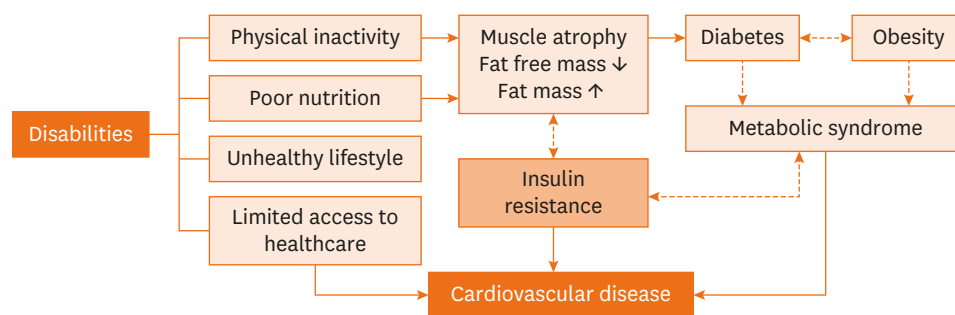 Disabilities
Physical inactivity
Poor nutrition
Unhealthy lifestyle
Limited access to
healthcare
Muscle atrophy
Fat free mass ↓
Fat mass ↑
Insulin
resistance
Diabetes
Obesity
Metabolic syndrome
Cardiovascular disease